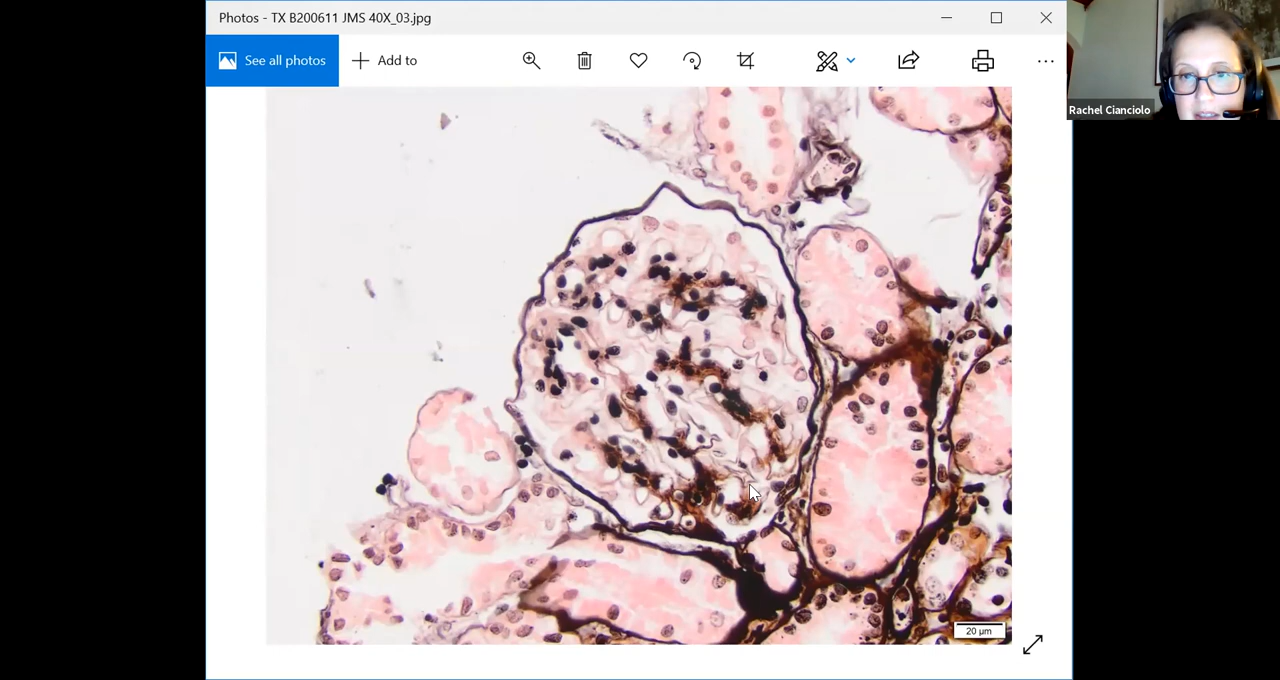 Photos - TX B200611 JMS 40X_03.jpg
See all photos
Add to
Rachel Cianciolo
20 μm